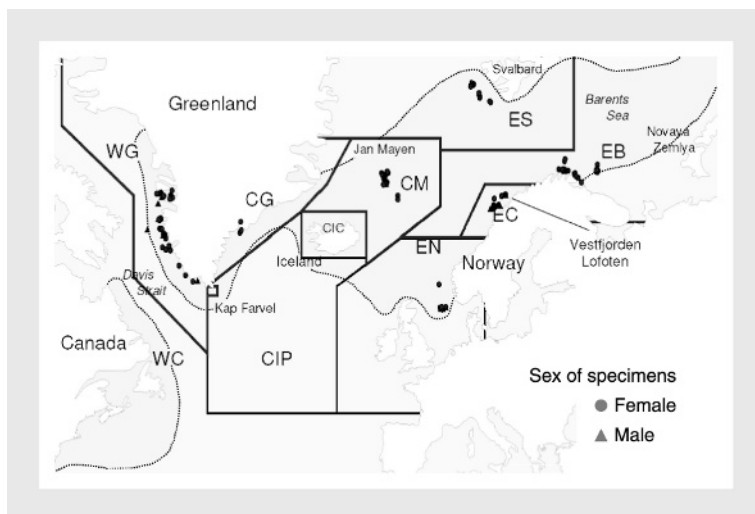 Svalbard
Greenland
Barents
Sea
ES
Novaya
Zemlya
WG
Jan Mayen
EB
CG
CM
CIC
EC
EN
Vestfjorden
Lofoten
Iceland
Norway
Davis
Strait
Kap Farvel
Canada
WC
CIP
Sex of specimens
Female
Male